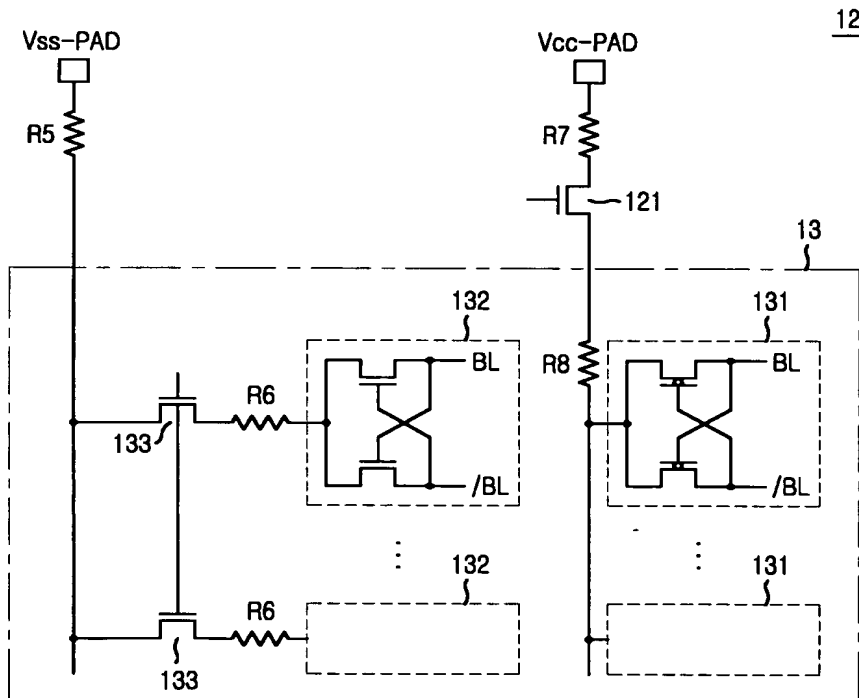 12
Vss-PAD
Vcc-PAD
R5
R7
121
13
132
131
R6
BL
R8
BL
133
/BL
/BL
132
131
R6
133